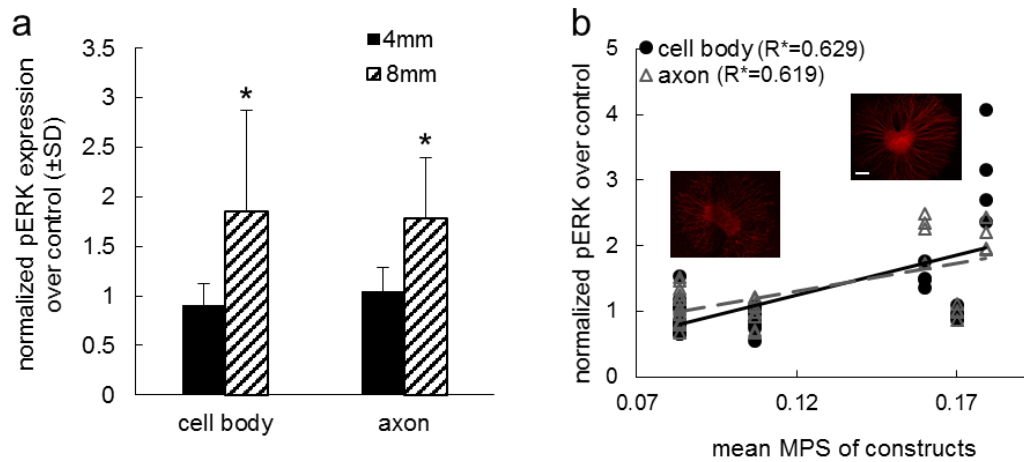 a
normalized pERK expression
over control (±SD)
3.5
3
2.5
2
1.5
1
0.5
0
4mm
8mm
*
*
cell body
axon
b
normalized pERK over control
5
4
3
2
1
0
cell body (R*=0.629)
axon (R*=0.619)
0.07
0.12
0.17
mean MPS of constructs